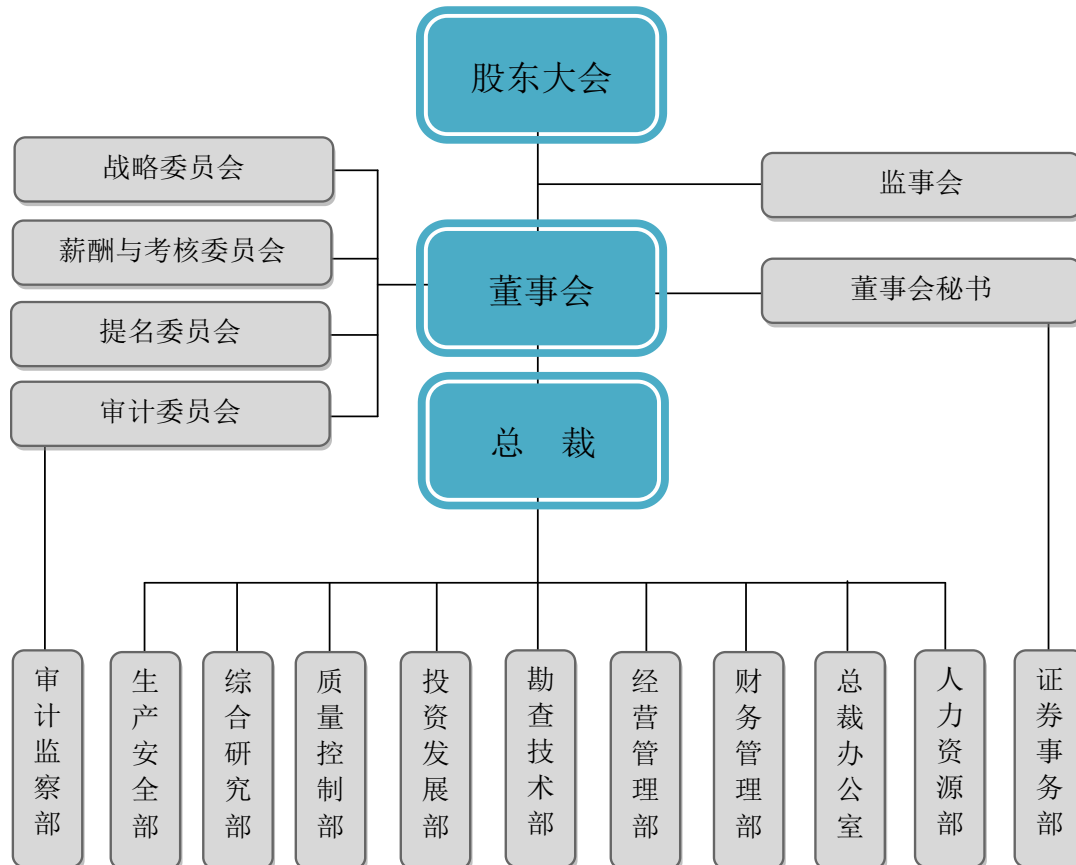 股东大会
战略委员会
监事会
薪酬与考核委员会
董事会
董事会秘书
提名委员会
审计委员会
总 裁
审计监察部
生产安全部
综合研究部
质量控制部
投资发展部
勘查技术部
经营管理部
财务管理部
总裁办公室
人力资源部
证券事务部